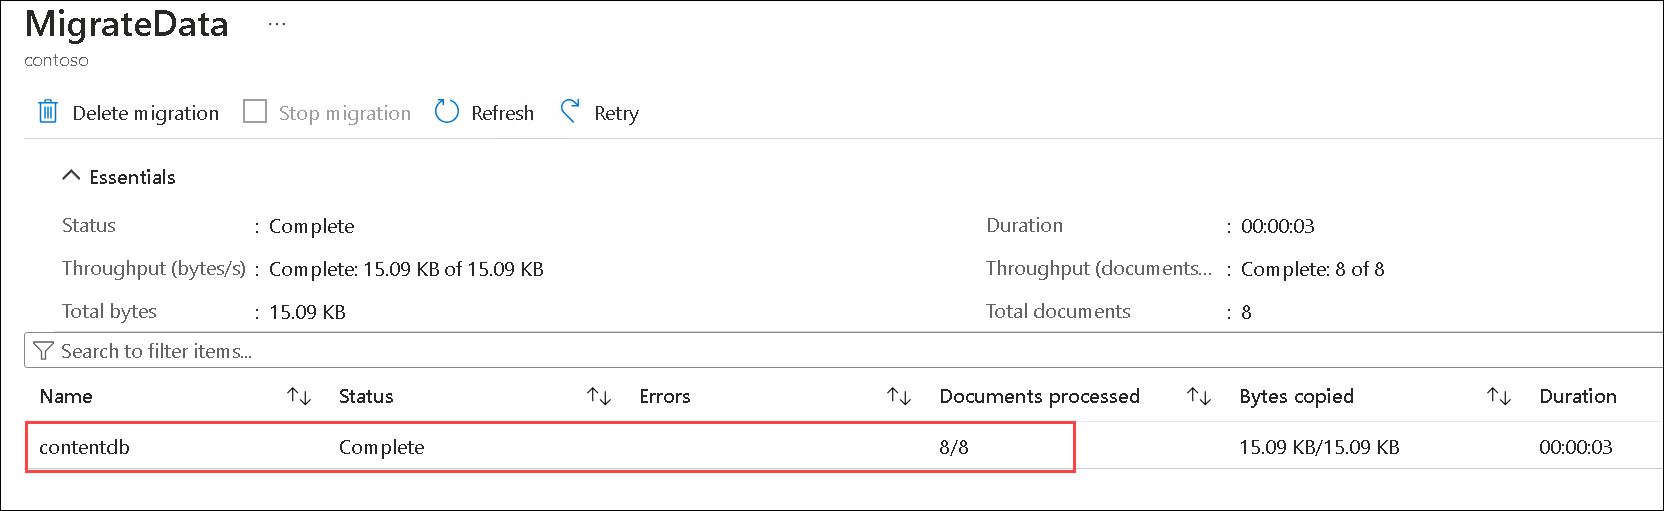 MigrateData ...
contoso
Delete migration Stop migration Refresh Retry
Essentials
Status : Complete Duration : 00:00:03
Throughput (bytes/s) : Complete: 15.09 KB of 15.09 KB Throughput (documents... : Complete: 8 of 8
Total bytes : 15.09 KB Total documents : 8
Search to filter items...
Name Status Errors Documents processed Bytes copied Duration
contentdb Complete 8/8 15.09 KB/15.09 KB 00:00:03